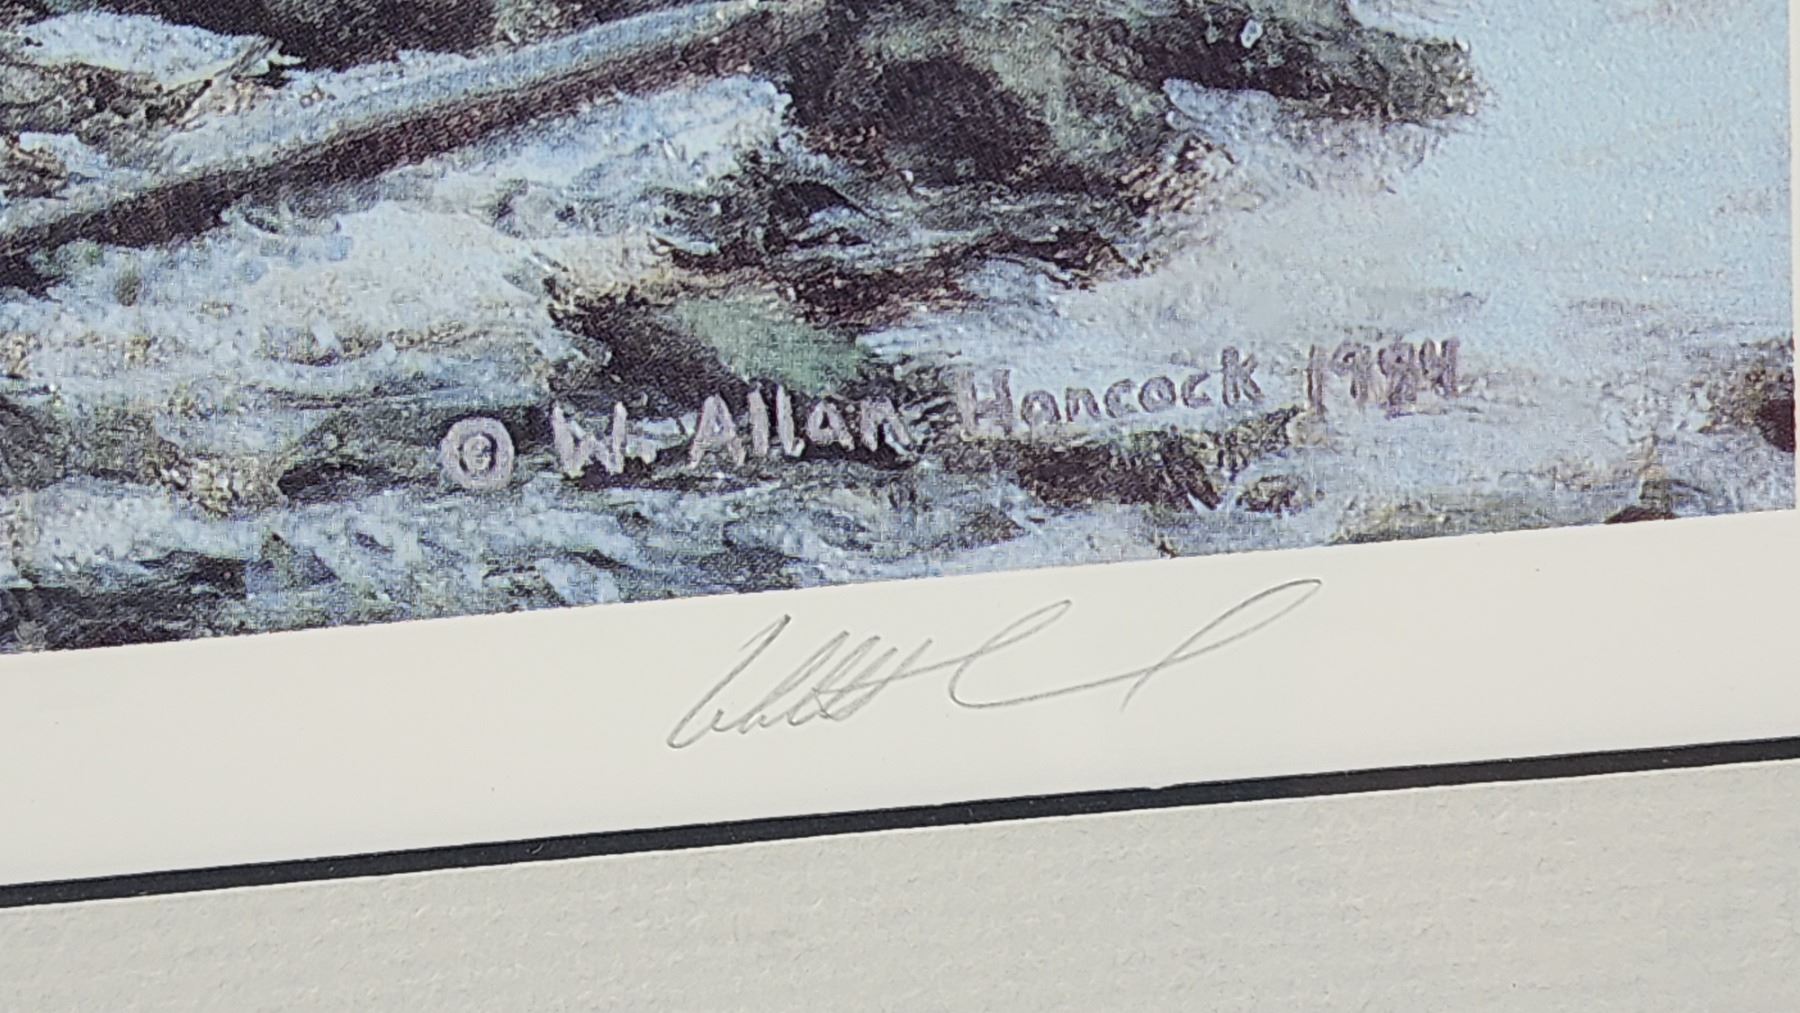 © W. Allan Hancock 1984